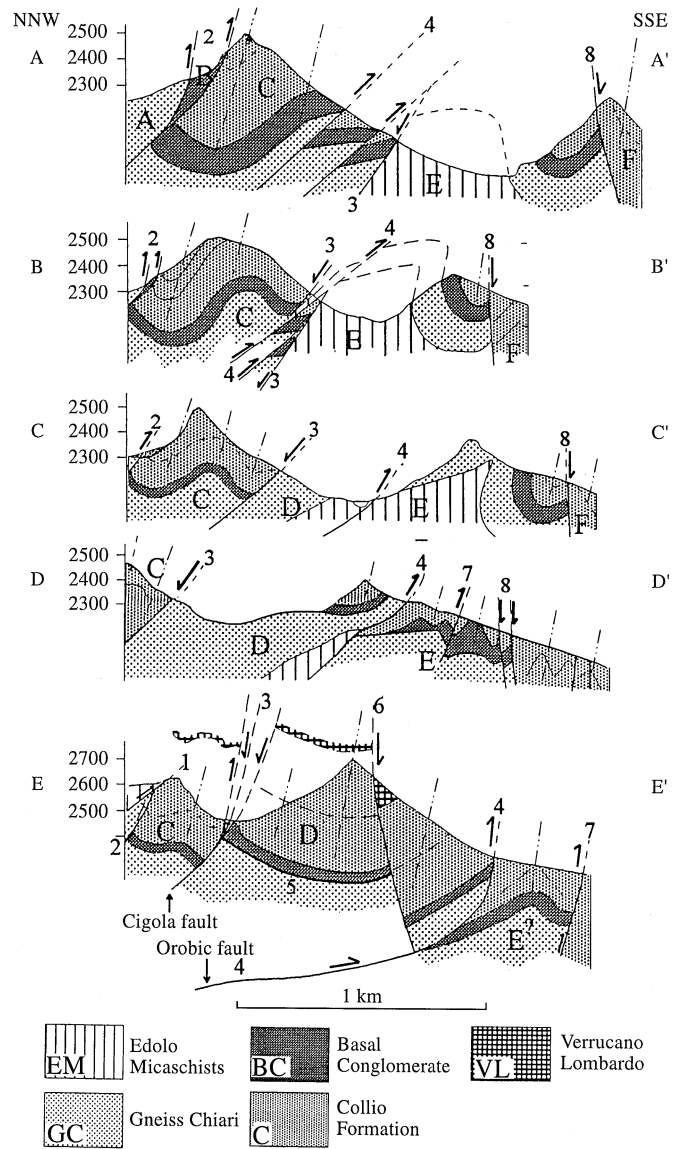 NNW SSE
A A'
2500
2400
2300
2 4 8
A B C E F
3
B B'
2500
2400
2300
2 3 4 8
C E F
4 3
C C'
2500
2400
2300
2 3 4 8
C D E F
D D'
2500
2400
2300
C 3 4 7 8
D E
E E'
2700
2600
2500
1 3 6 4 7
2 C D
5 E?
Cigola fault
Orobic fault
4
1 km
EM Edolo
Micaschists
BC Basal
Conglomerate
VL Verrucano
Lombardo
GC Gneiss Chiari
C Collio
Formation